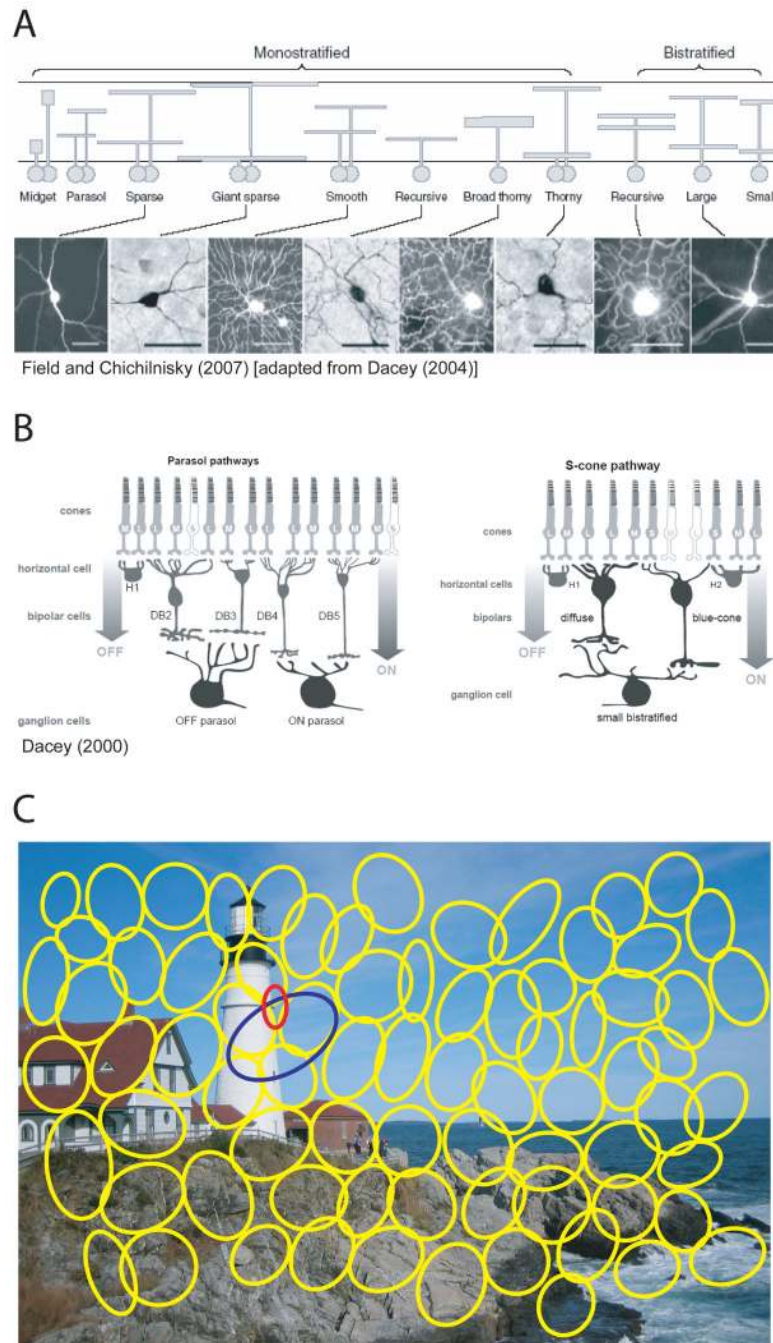 A
Monostratified
Bistratified
Midget Parasol Sparse Giant sparse Smooth Recursive Broad thorny Thorny Recursive Large Small
Field and Chichilnisky (2007) [adapted from Dacey (2004)]
B
Parasol pathways
cones
L L L M S L M L L L M L M S
horizontal cell
H1
bipolar cells
DB2 DB3 DB4 DB5
OFF
ON
ganglion cells
OFF parasol ON parasol
Dacey (2000)
S-cone pathway
cones
horizontal cells
H1
H2
bipolars
diffuse
blue-cone
OFF
ON
ganglion cell
small bistratified
C